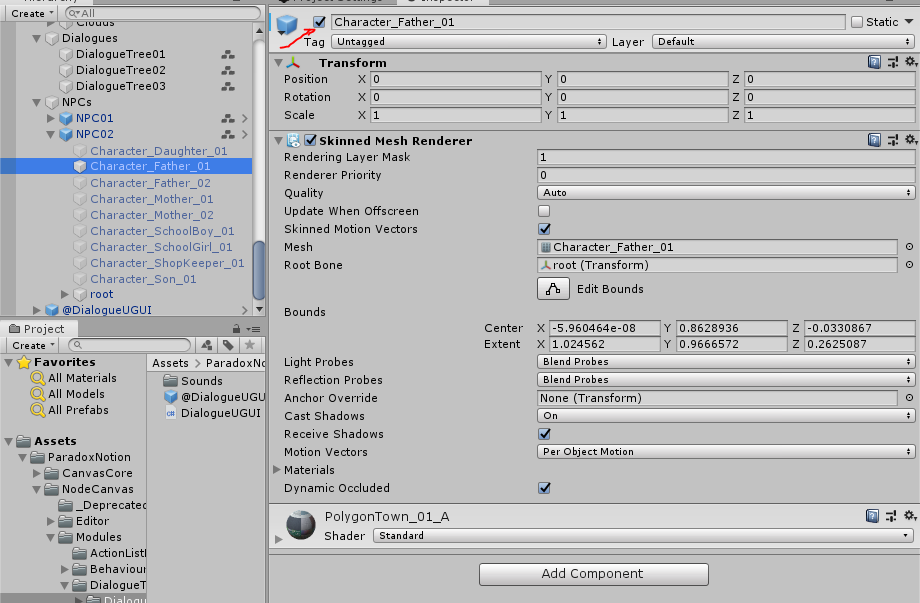 Create
All
Clouds
Dialogues
DialogueTree01
DialogueTree02
DialogueTree03
NPCs
NPC01
NPC02
Character_Daughter_01
Character_Father_01
Character_Father_02
Character_Mother_01
Character_Mother_02
Character_SchoolBoy_01
Character_SchoolGirl_01
Character_ShopKeeper_01
Character_Son_01
root
@DialogueUGUI
Project
Create
Favorites
All Materials
All Models
All Prefabs
Assets
ParadoxNotion
CanvasCore
NodeCanvas
_Deprecated
Editor
Modules
ActionListI
Behaviour
DialogueT
Dialogu
Assets > ParadoxNo
Sounds
@DialogueUGU
DialogueUGUI
Character_Father_01 Static
Tag Untagged Layer Default
Transform
Position X 0 Y 0 Z 0
Rotation X 0 Y 0 Z 0
Scale X 1 Y 1 Z 1
Skinned Mesh Renderer
Rendering Layer Mask 1
Renderer Priority 0
Quality Auto
Update When Offscreen
Skinned Motion Vectors
Mesh Character_Father_01
Root Bone root (Transform)
Edit Bounds
Bounds
Center X -5.960464e-08 Y 0.8628936 Z -0.0330867
Extent X 1.024562 Y 0.9666572 Z 0.2625087
Light Probes Blend Probes
Reflection Probes Blend Probes
Anchor Override None (Transform)
Cast Shadows On
Receive Shadows
Motion Vectors Per Object Motion
Materials
Dynamic Occluded
PolygonTown_01_A
Shader Standard
Add Component